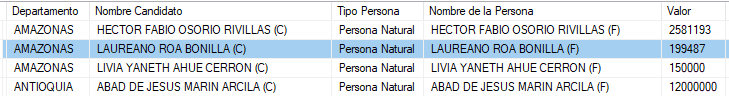 Departamento Nombre Candidato Tipo Persona Nombre de la Persona Valor
AMAZONAS HECTOR FABIO OSORIO RIVILLAS (C) Persona Natural HECTOR FABIO OSORIO RIVILLAS (F) 2581193
AMAZONAS LAUREANO ROA BONILLA (C) Persona Natural LAUREANO ROA BONILLA (F) 199487
AMAZONAS LIVIA YANETH AHUE CERRON (C) Persona Natural LIVIA YANETH AHUE CERRON (F) 150000
ANTIOQUIA ABAD DE JESUS MARIN ARCILA (C) Persona Natural ABAD DE JESUS MARIN ARCILA (F) 12000000